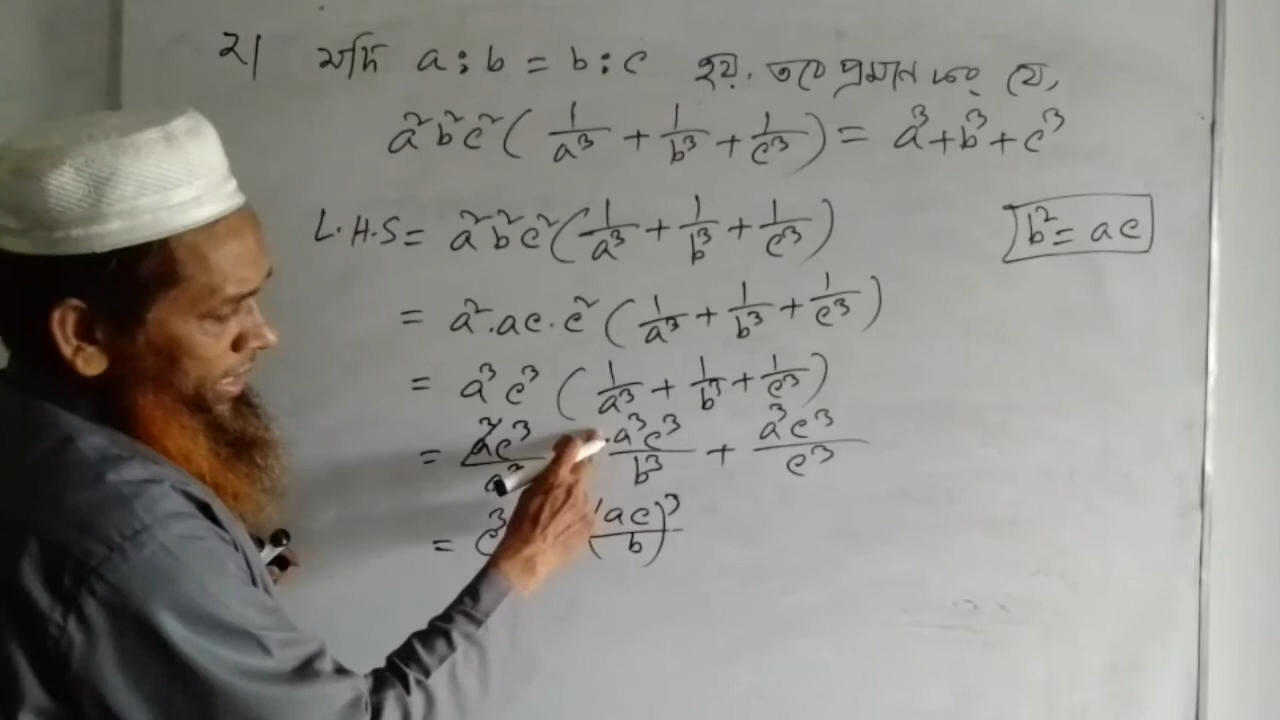 ২। যদি a : b = b : c হয়, তবে প্রমাণ কর যে,
a²b²c²(1/a³ + 1/b³ + 1/c³) = a³+b³+c³
L.H.S = a²b²c²(1/a³ + 1/b³ + 1/c³)
b² = ac
= a².ac.c²(1/a³ + 1/b³ + 1/c³)
= a³c³(1/a³ + 1/b³ + 1/c³)
= a³c³/a³ a³c³/b³ + a³c³/c³
= c³ (ac)³/b